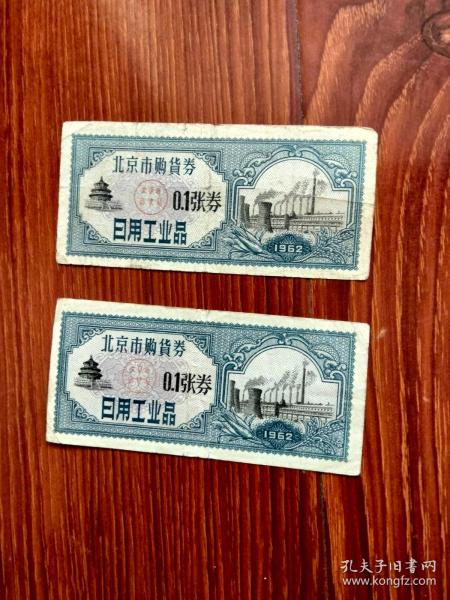 北京市购货券
0.1张券
日用工业品
1962
北京市购货券
0.1张券
日用工业品
1962
孔夫子旧书网
www.kongfz.com